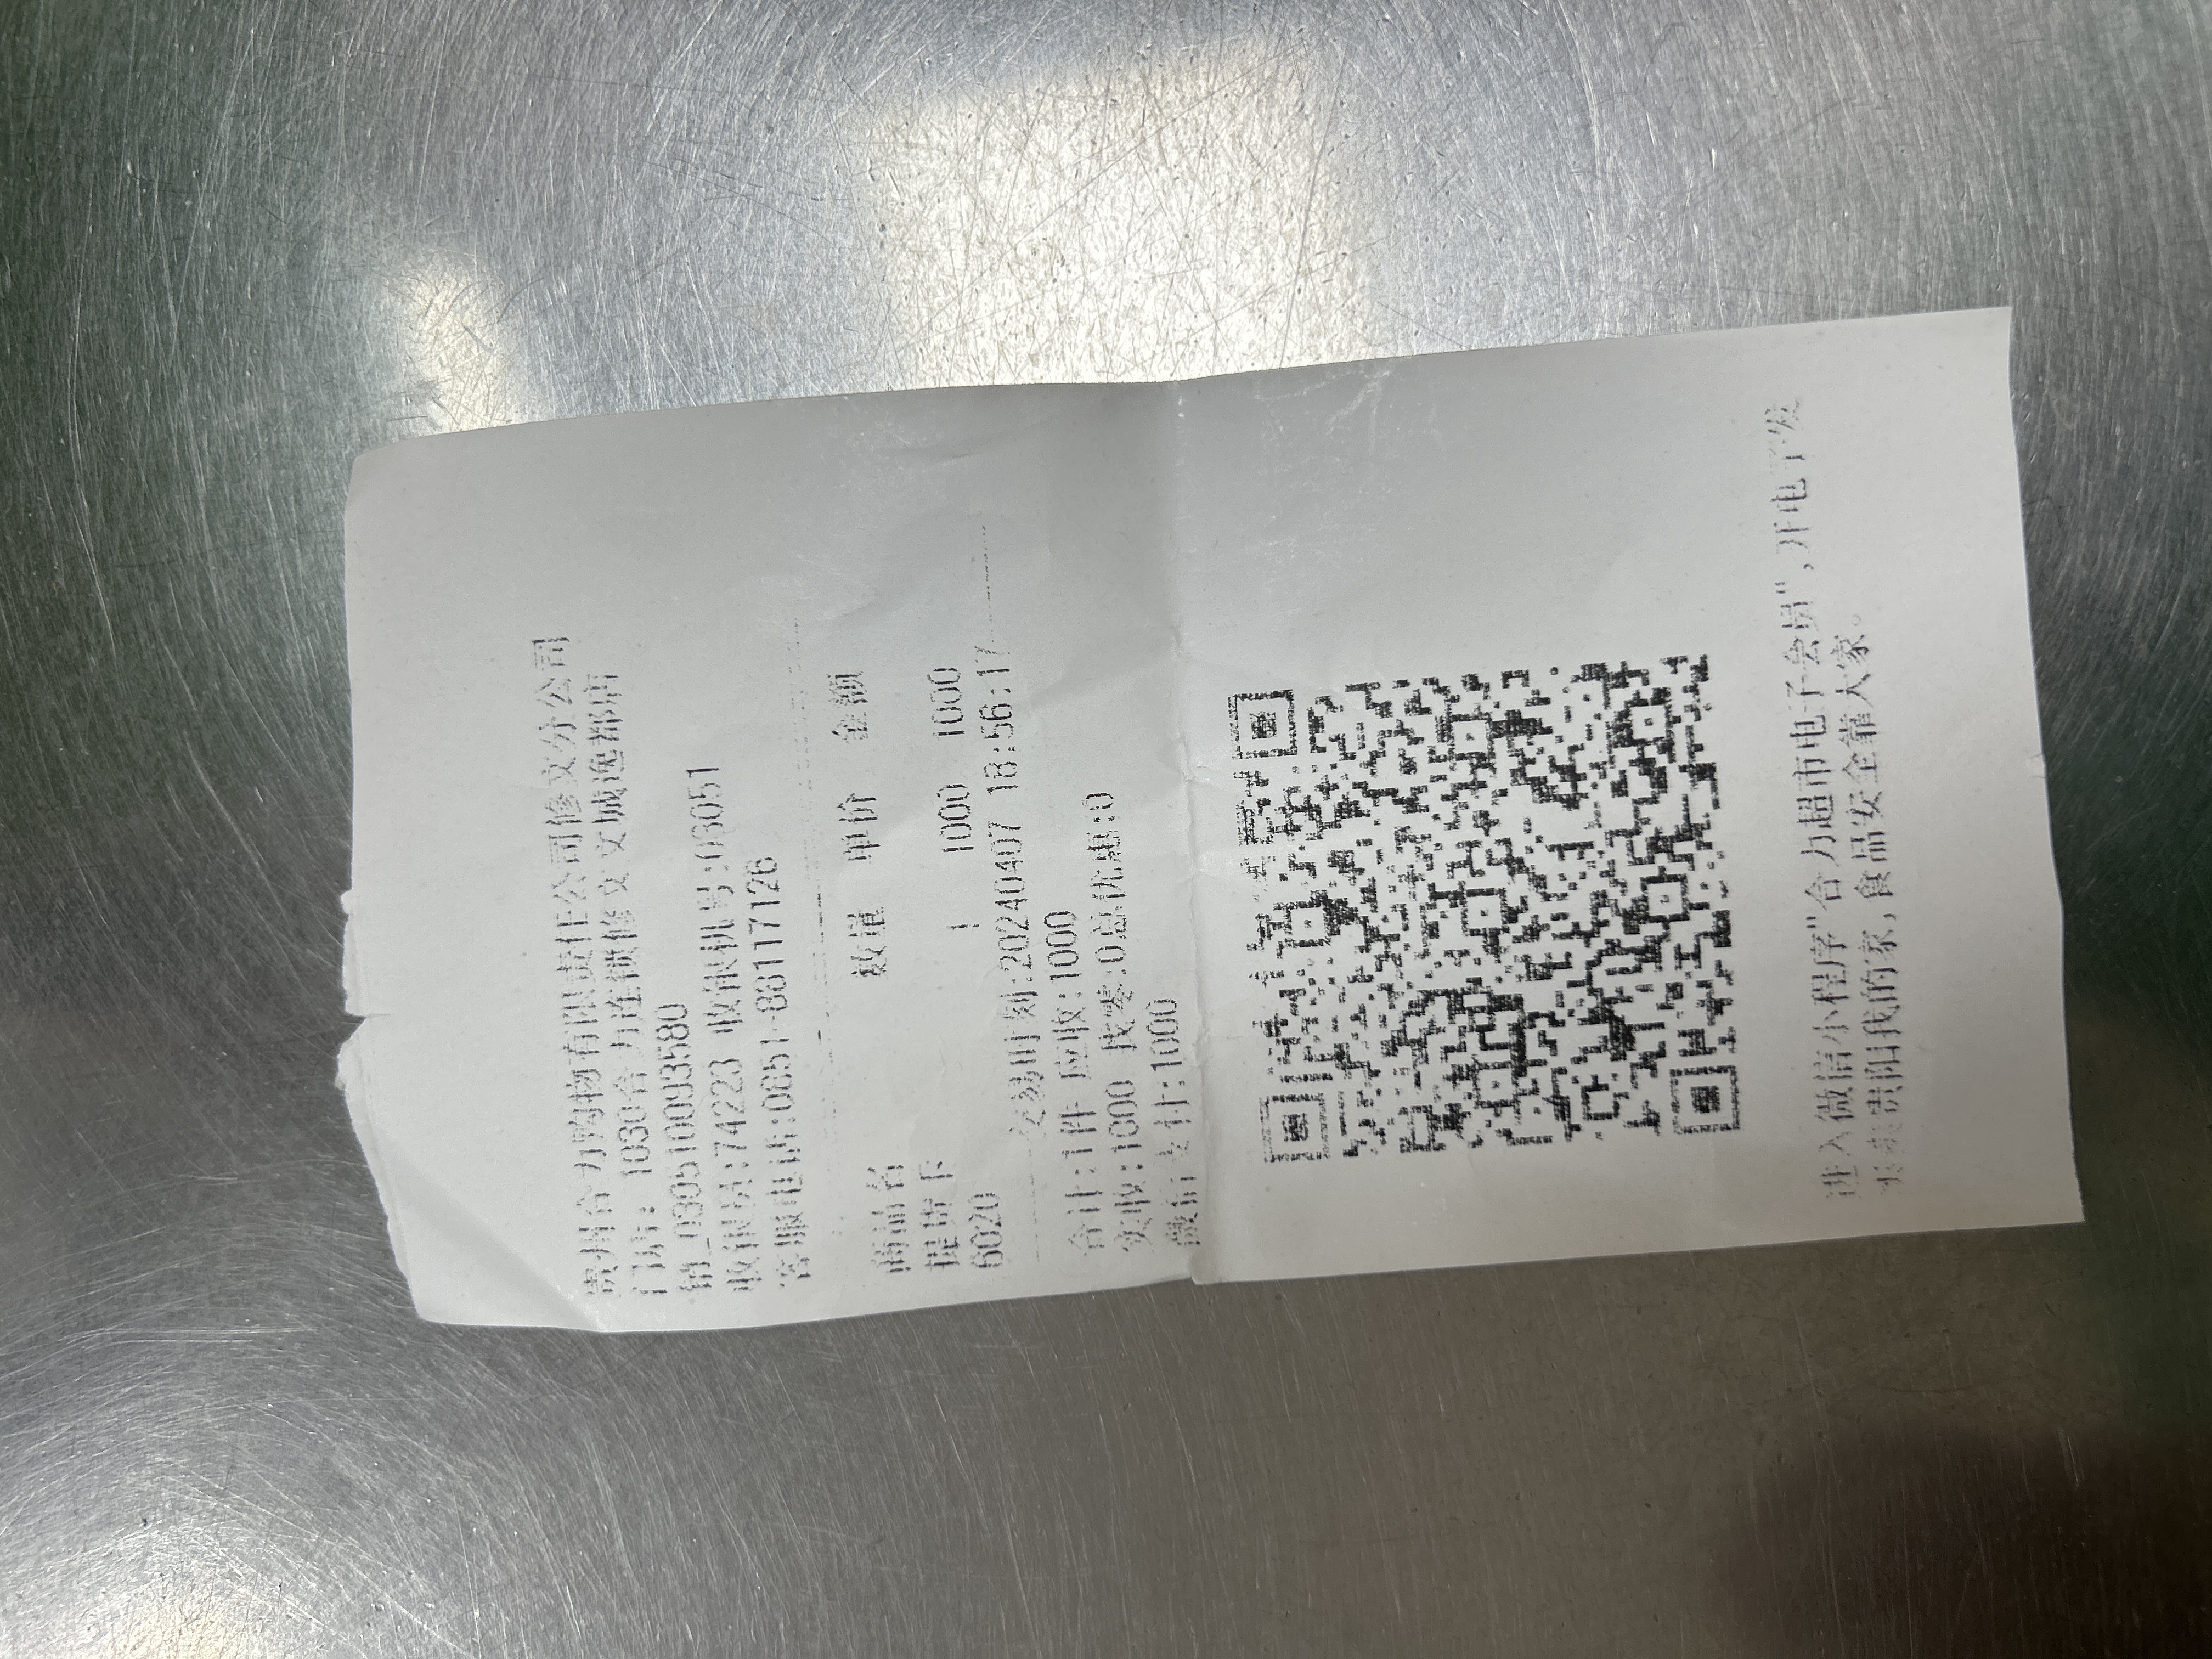 贵州合力购物有限责任公司修文分公司
门店: 1030合力连锁修文文城逸都店
销_0305100093580
收银员:74223 收银机号:03051
客服电话:0851-88117126
商品名 数量 单价 金额
提货卡 1 1000 1000
8020
交易时刻:20240407 18:56:17
合计:1件 应收:1000
实收:1000 找零:0总优惠:0
微信支付:1000
进入微信小程序"合力超市电子会员",开电子发
票贵阳我的家,食品安全靠大家。